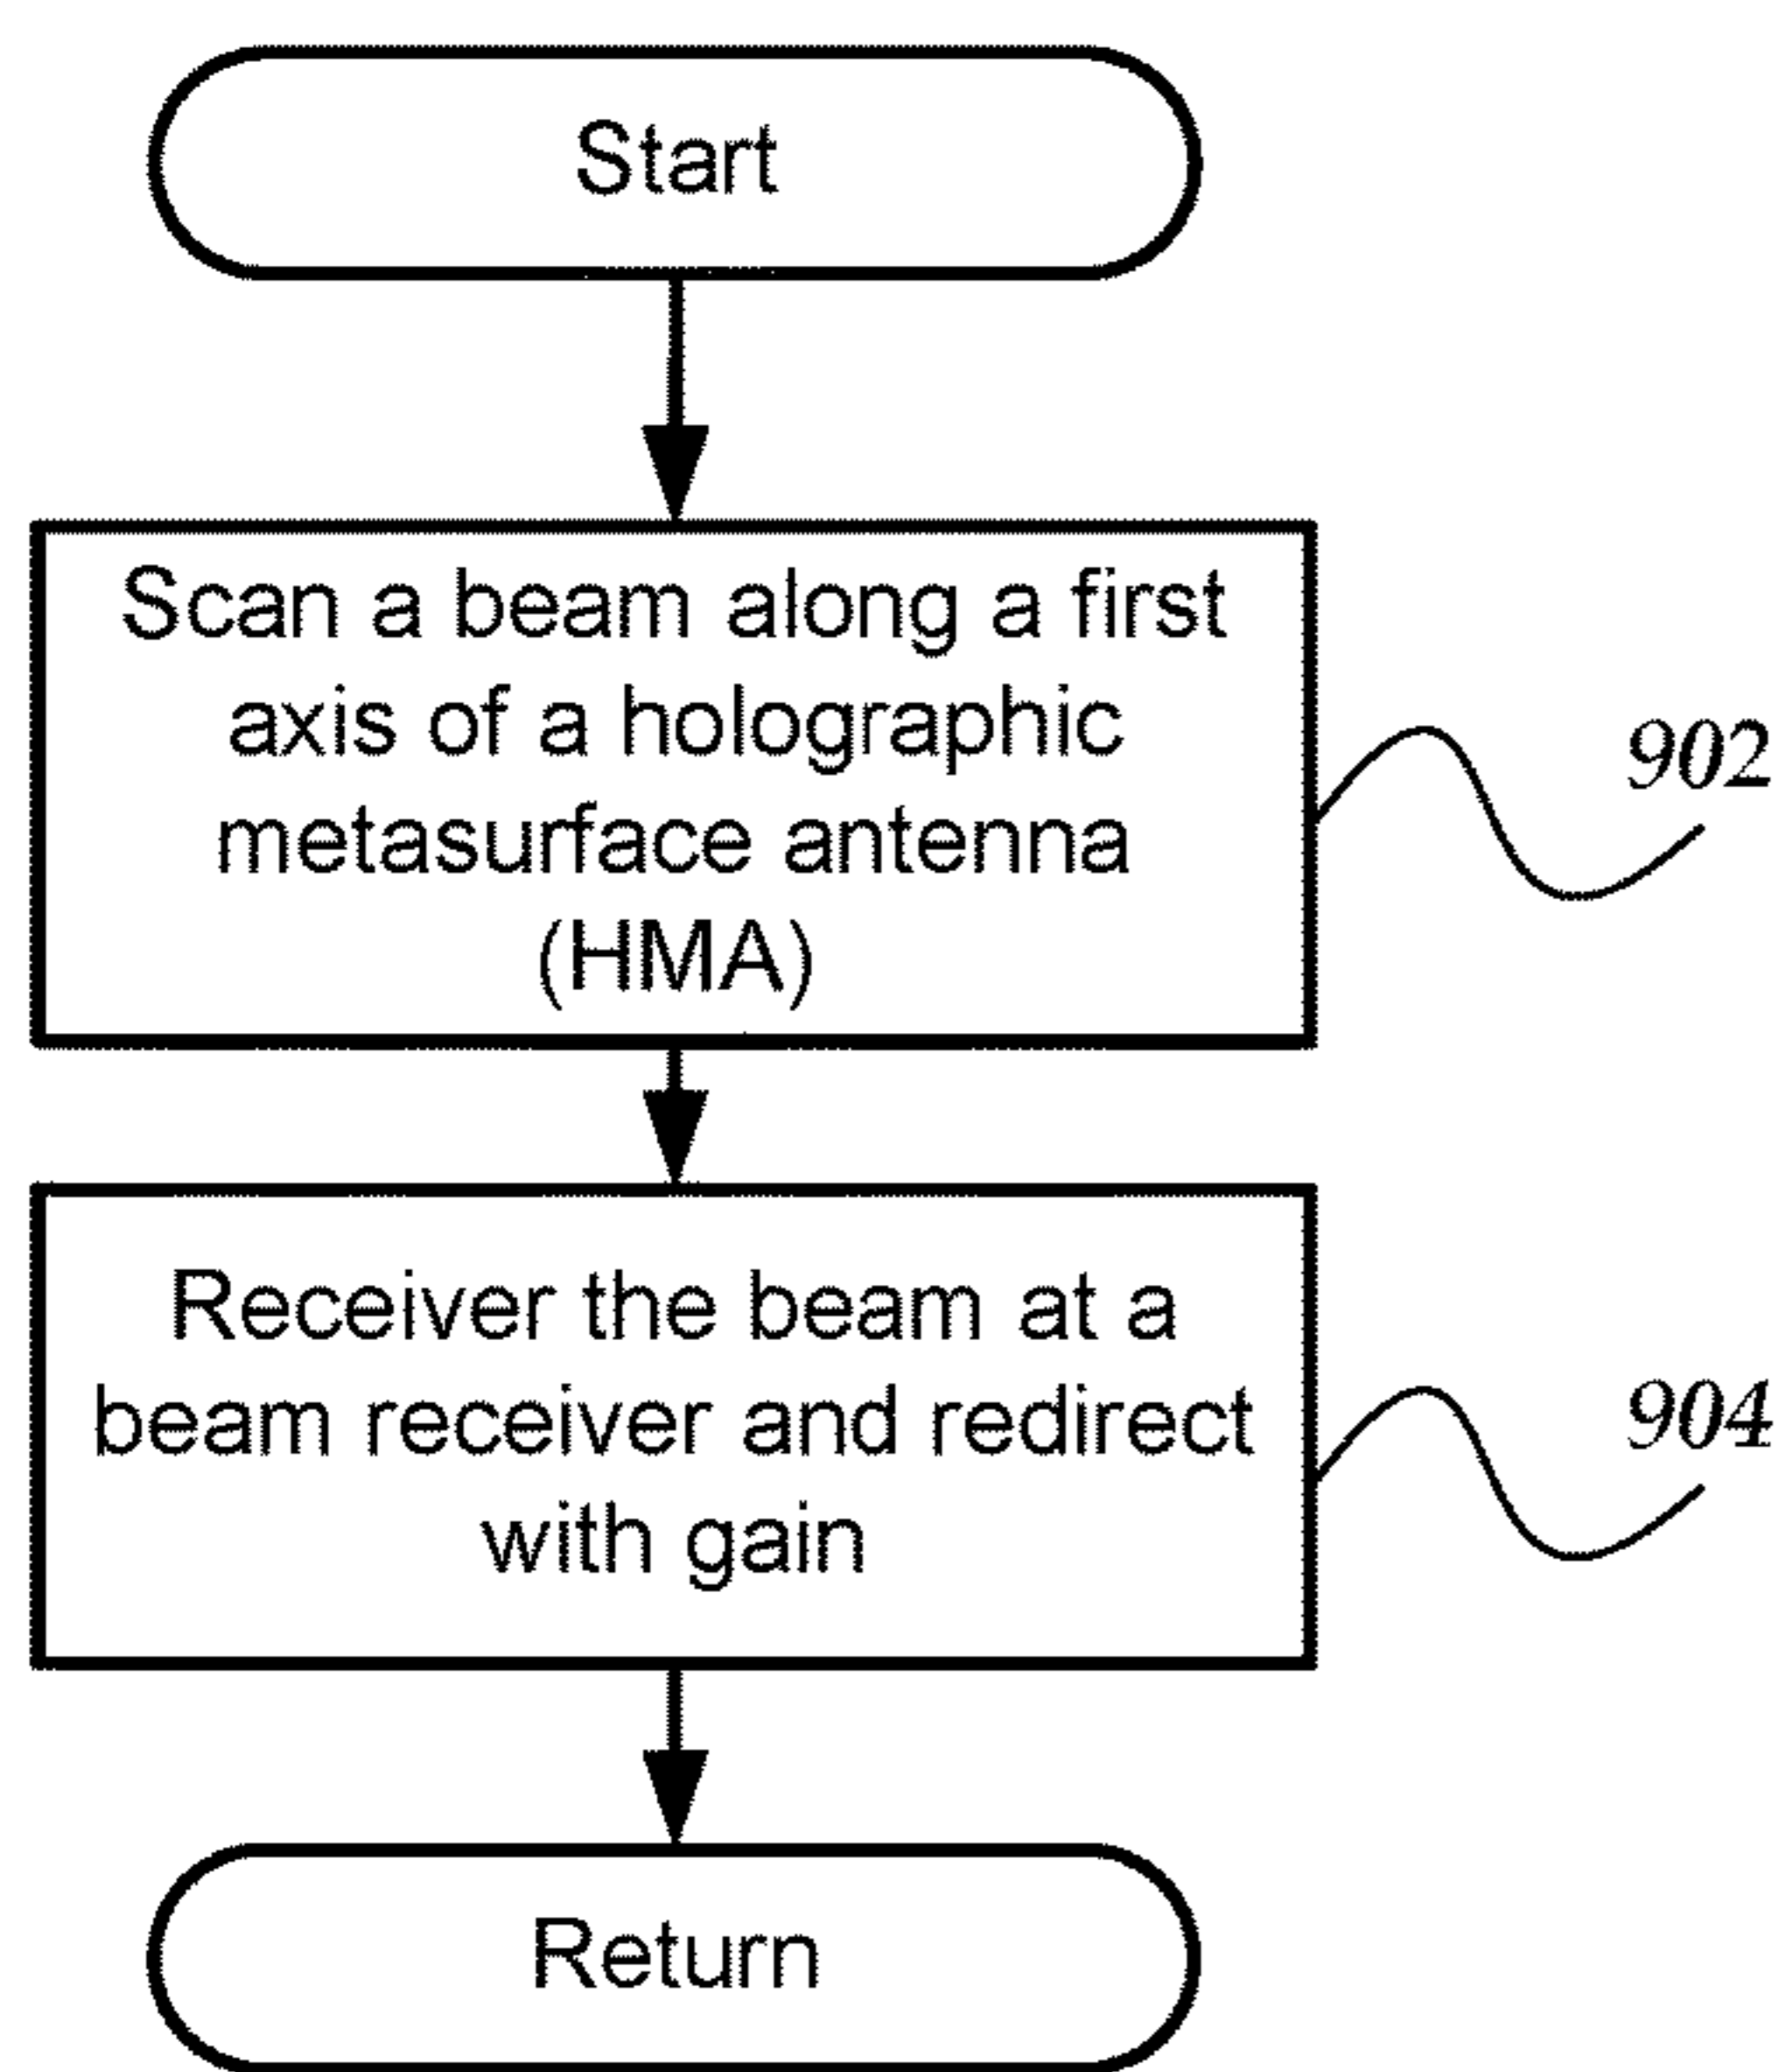 Start
Scan a beam along a first
axis of a holographic
metasurface antenna
(HMA)
902
Receiver the beam at a
beam receiver and redirect
with gain
904
Return